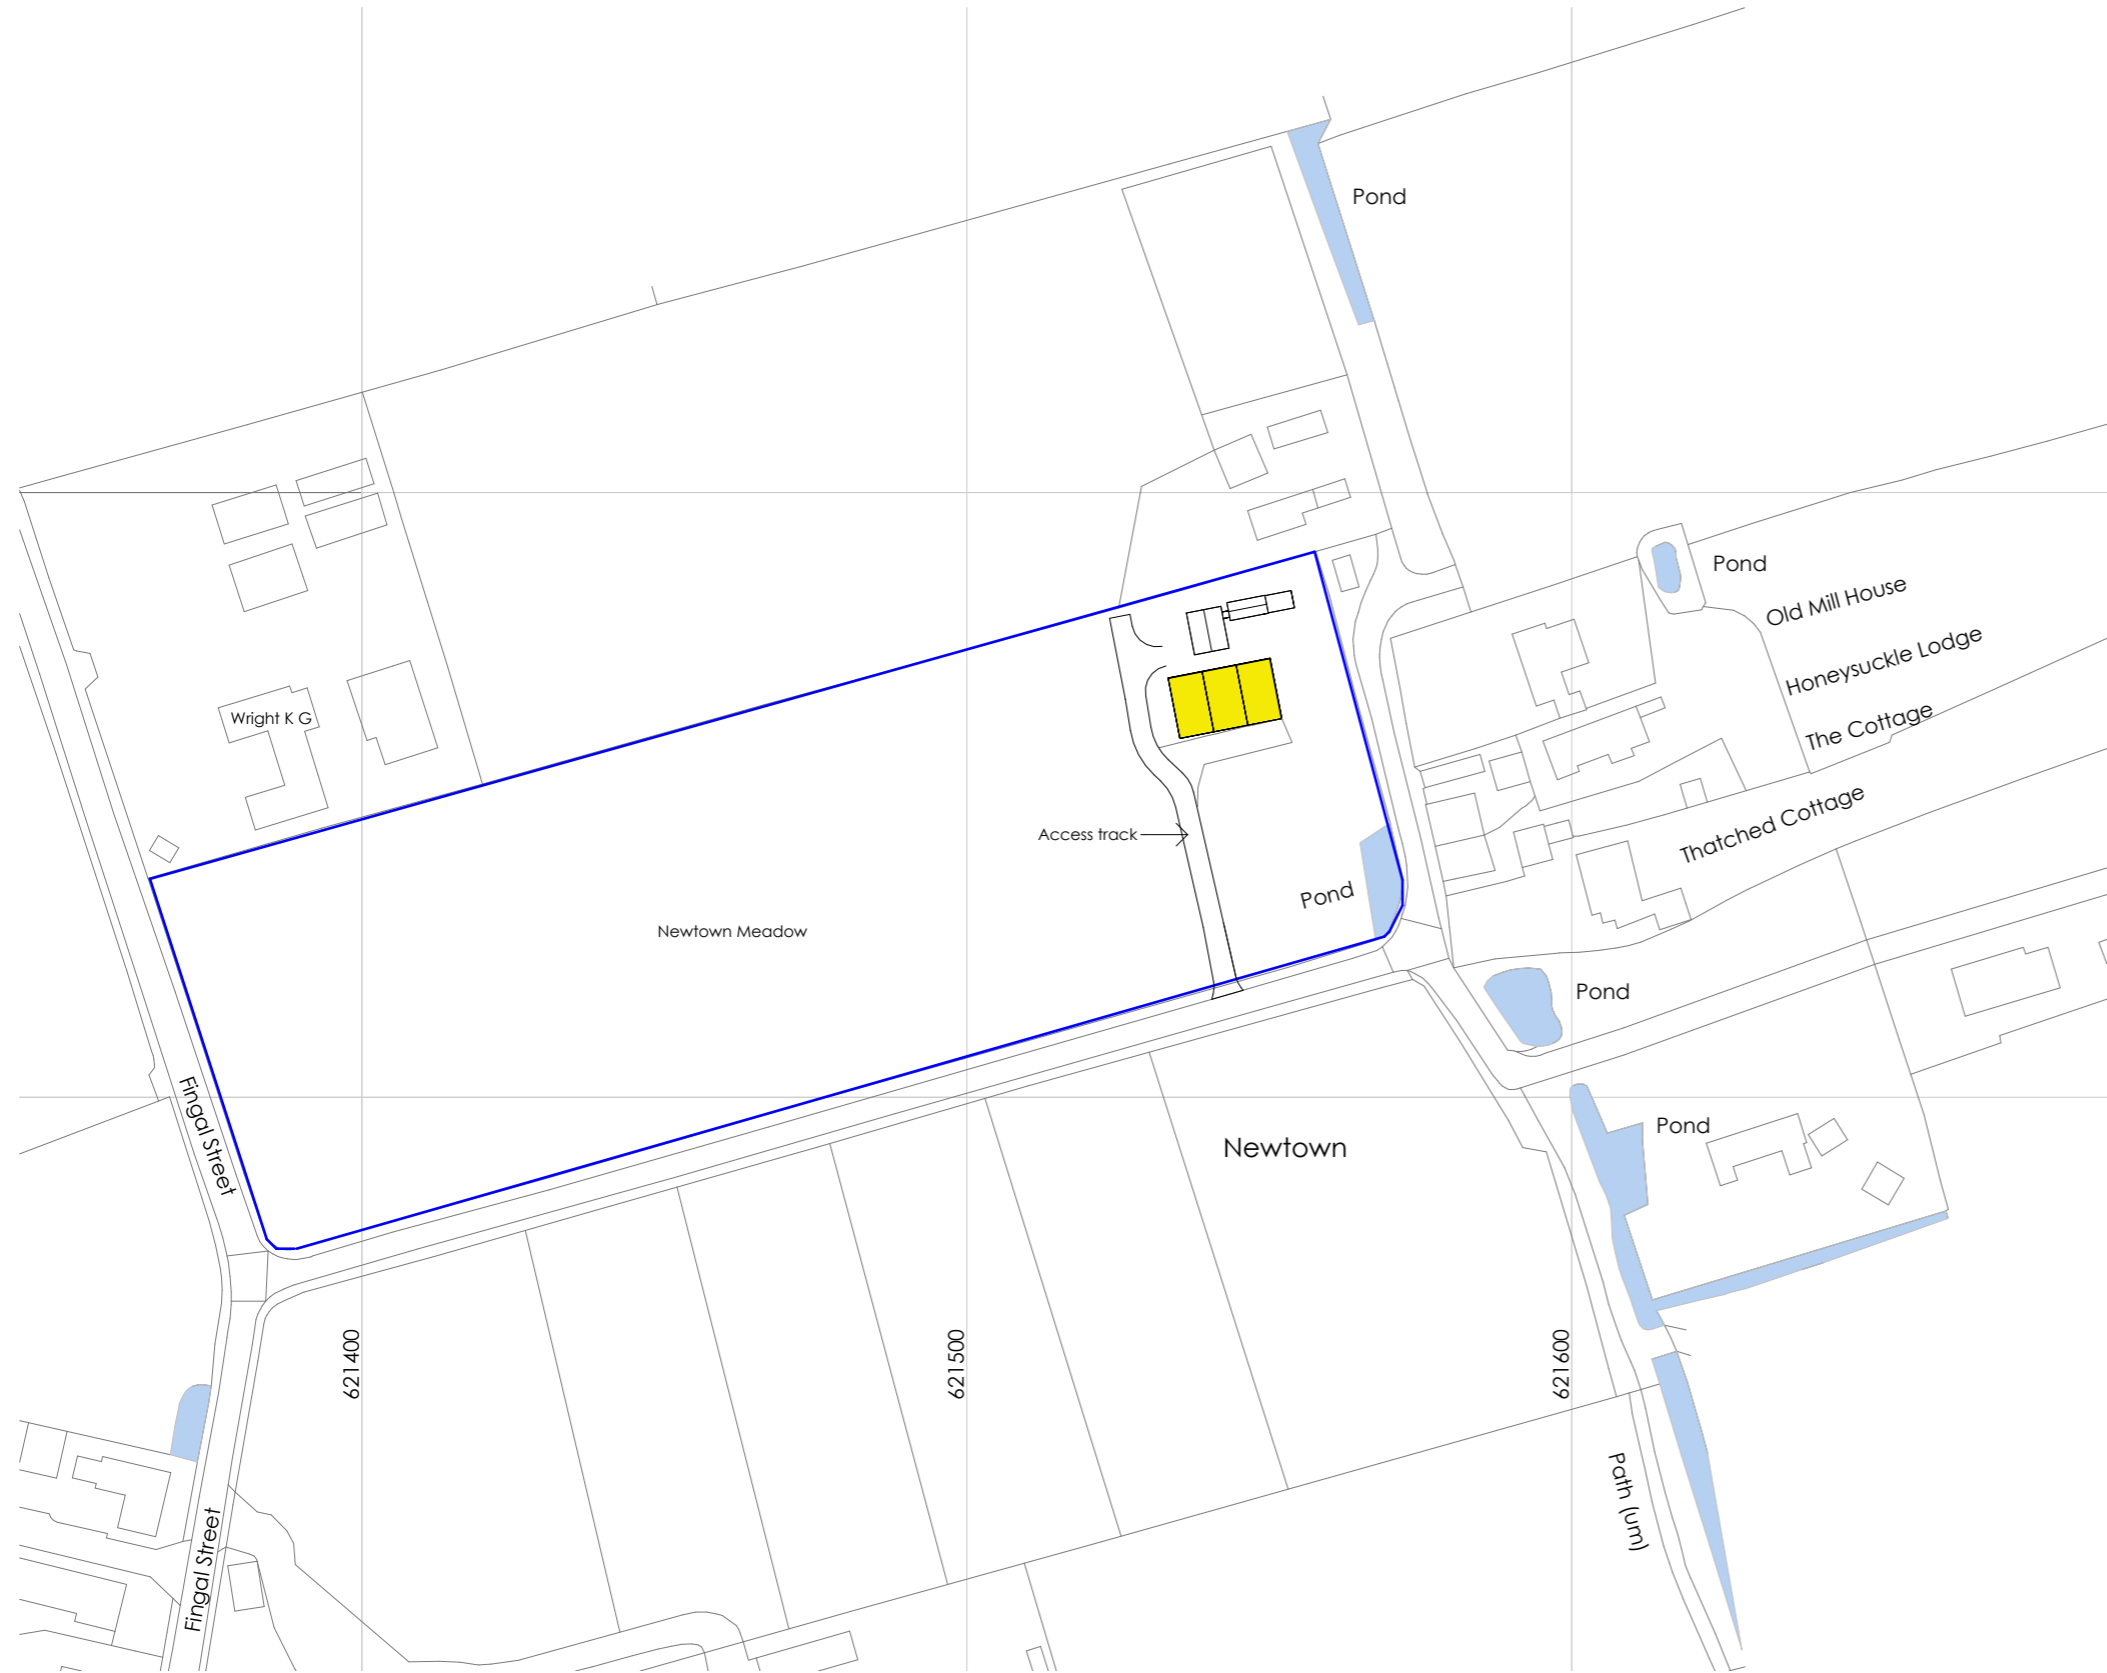 Pond
Pond
Old Mill House
Honeysuckle Lodge
The Cottage
Wright K G
Thatched Cottage
Access track
Pond
Newtown Meadow
Pond
Fingal Street
Pond
Newtown
621400
621500
621600
Path (um)
Fingal Street